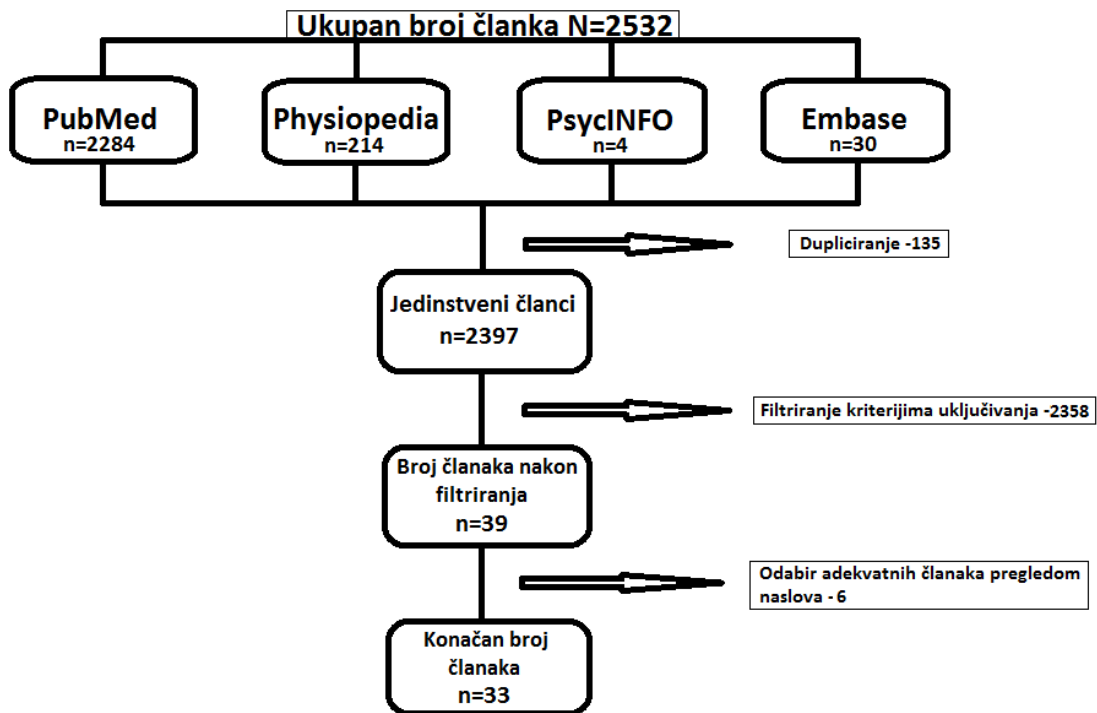 Ukupan broj članka N=2532
PubMed
n=2284
Physiopedia
n=214
PsycINFO
n=4
Embase
n=30
Dupliciranje -135
Jedinstveni članci
n=2397
Filtriranje kriterijima uključivanja -2358
Broj članaka nakon
filtriranja
n=39
Odabir adekvatnih članaka pregledom
naslova - 6
Konačan broj
članaka
n=33